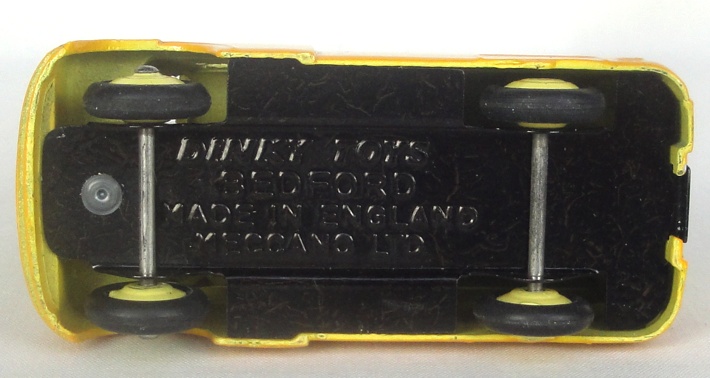 DINKY TOYS
BEDFORD
MADE IN ENGLAND
MECCANO LTD